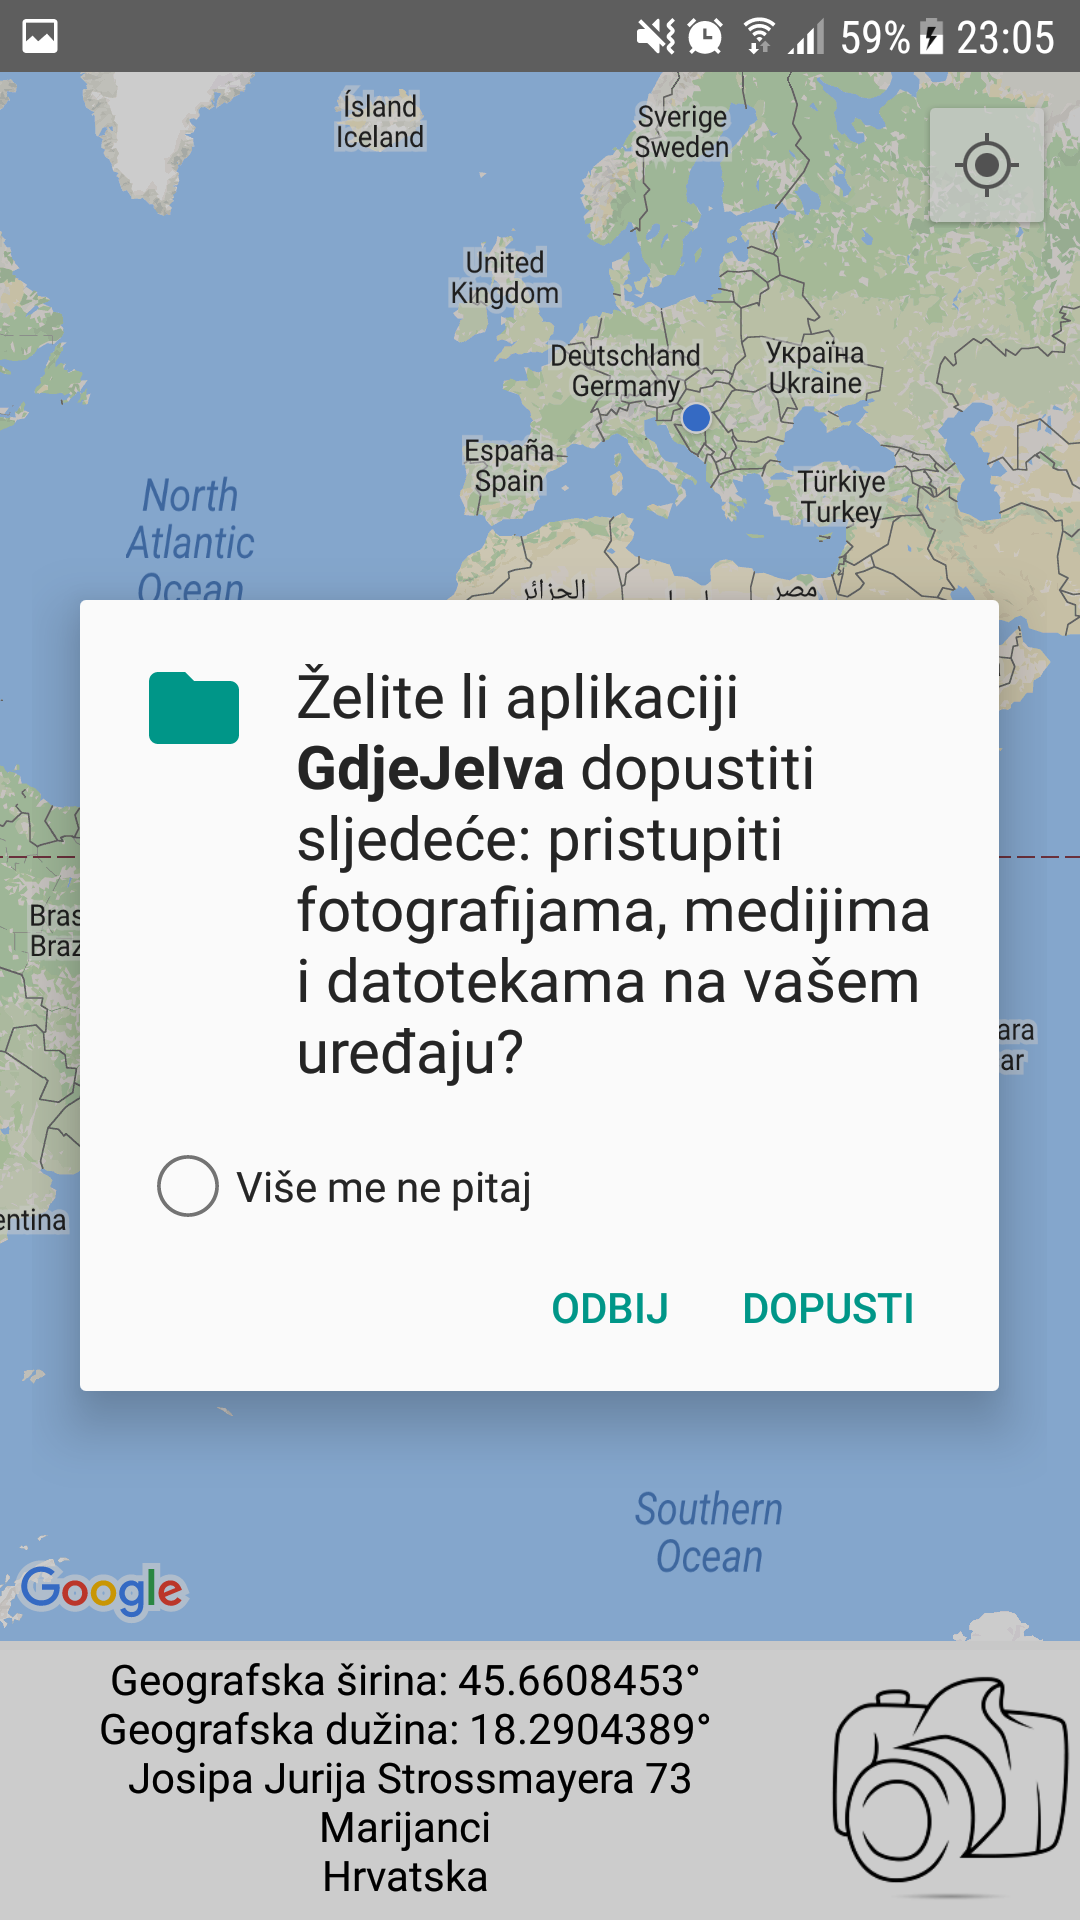 59% 23:05
Ísland
Iceland
Sverige
Sweden
United
Kingdom
Deutschland
Germany
Україна
Ukraine
España
Spain
Türkiye
Turkey
North
Atlantic
Ocean
الجزائر
مصر
Želite li aplikaciji
GdjeJeIva dopustiti
sljedeće: pristupiti
fotografijama, medijima
i datotekama na vašem
uređaju?
Bras
Braz
ara
ar
Više me ne pitaj
entina
ODBIJ DOPUSTI
Southern
Ocean
Google
Geografska širina: 45.6608453°
Geografska dužina: 18.2904389°
Josipa Jurija Strossmayera 73
Marijanci
Hrvatska